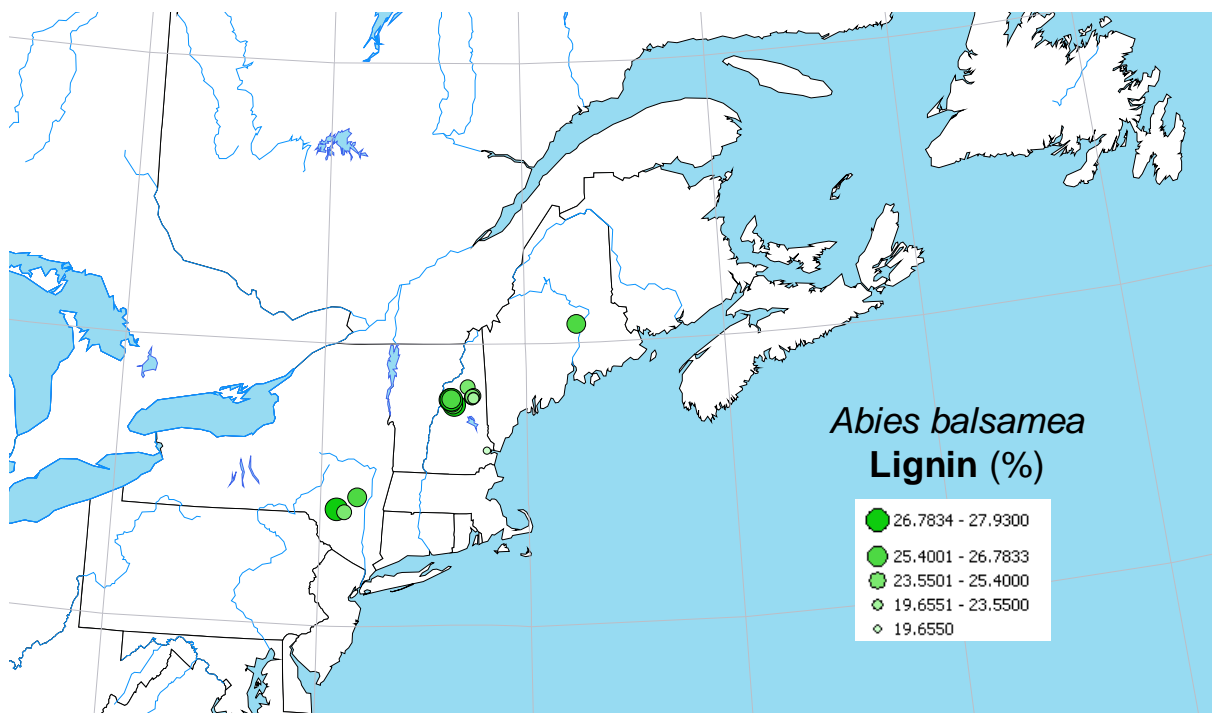 Abies balsamea
Lignin (%)
26.7834 - 27.9300
25.4001 - 26.7833
23.5501 - 25.4000
19.6551 - 23.5500
19.6550